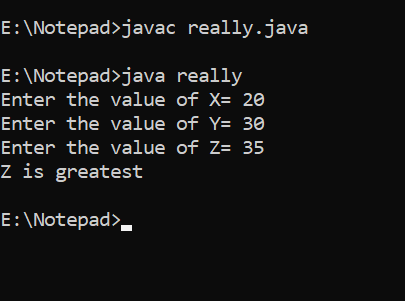 E:\Notepad>javac really.java
E:\Notepad>java really
Enter the value of X= 20
Enter the value of Y= 30
Enter the value of Z= 35
Z is greatest
E:\Notepad>